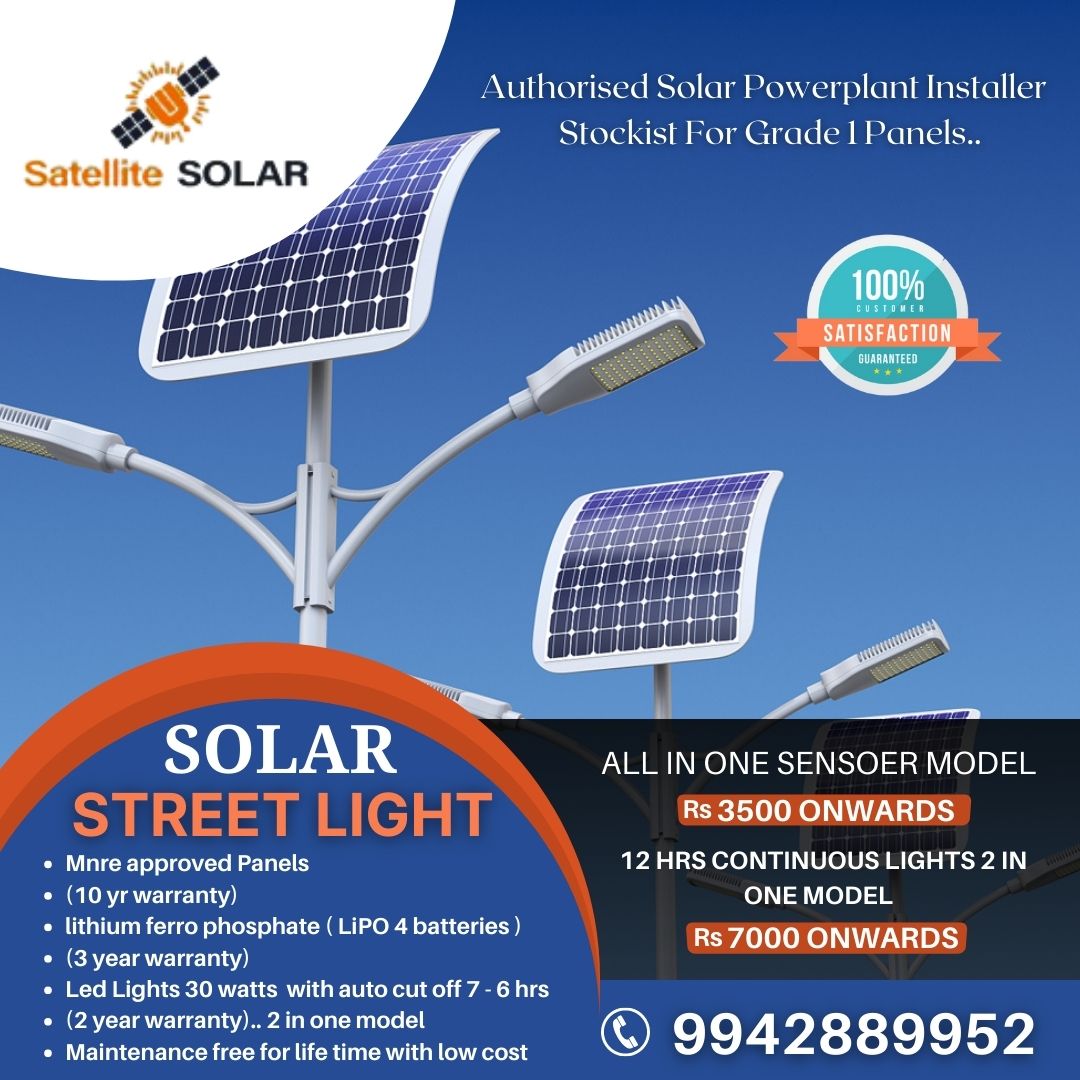 Satellite SOLAR
Authorised Solar Powerplant Installer
Stockist For Grade 1 Panels..
100%
CUSTOMER
SATISFACTION
GUARANTEED
SOLAR
STREET LIGHT
• Mnre approved Panels
• (10 yr warranty)
• lithium ferro phosphate ( LiPO 4 batteries )
• (3 year warranty)
• Led Lights 30 watts with auto cut off 7 - 6 hrs
• (2 year warranty).. 2 in one model
• Maintenance free for life time with low cost
ALL IN ONE SENSOER MODEL
Rs 3500 ONWARDS
12 HRS CONTINUOUS LIGHTS 2 IN
ONE MODEL
Rs 7000 ONWARDS
9942889952